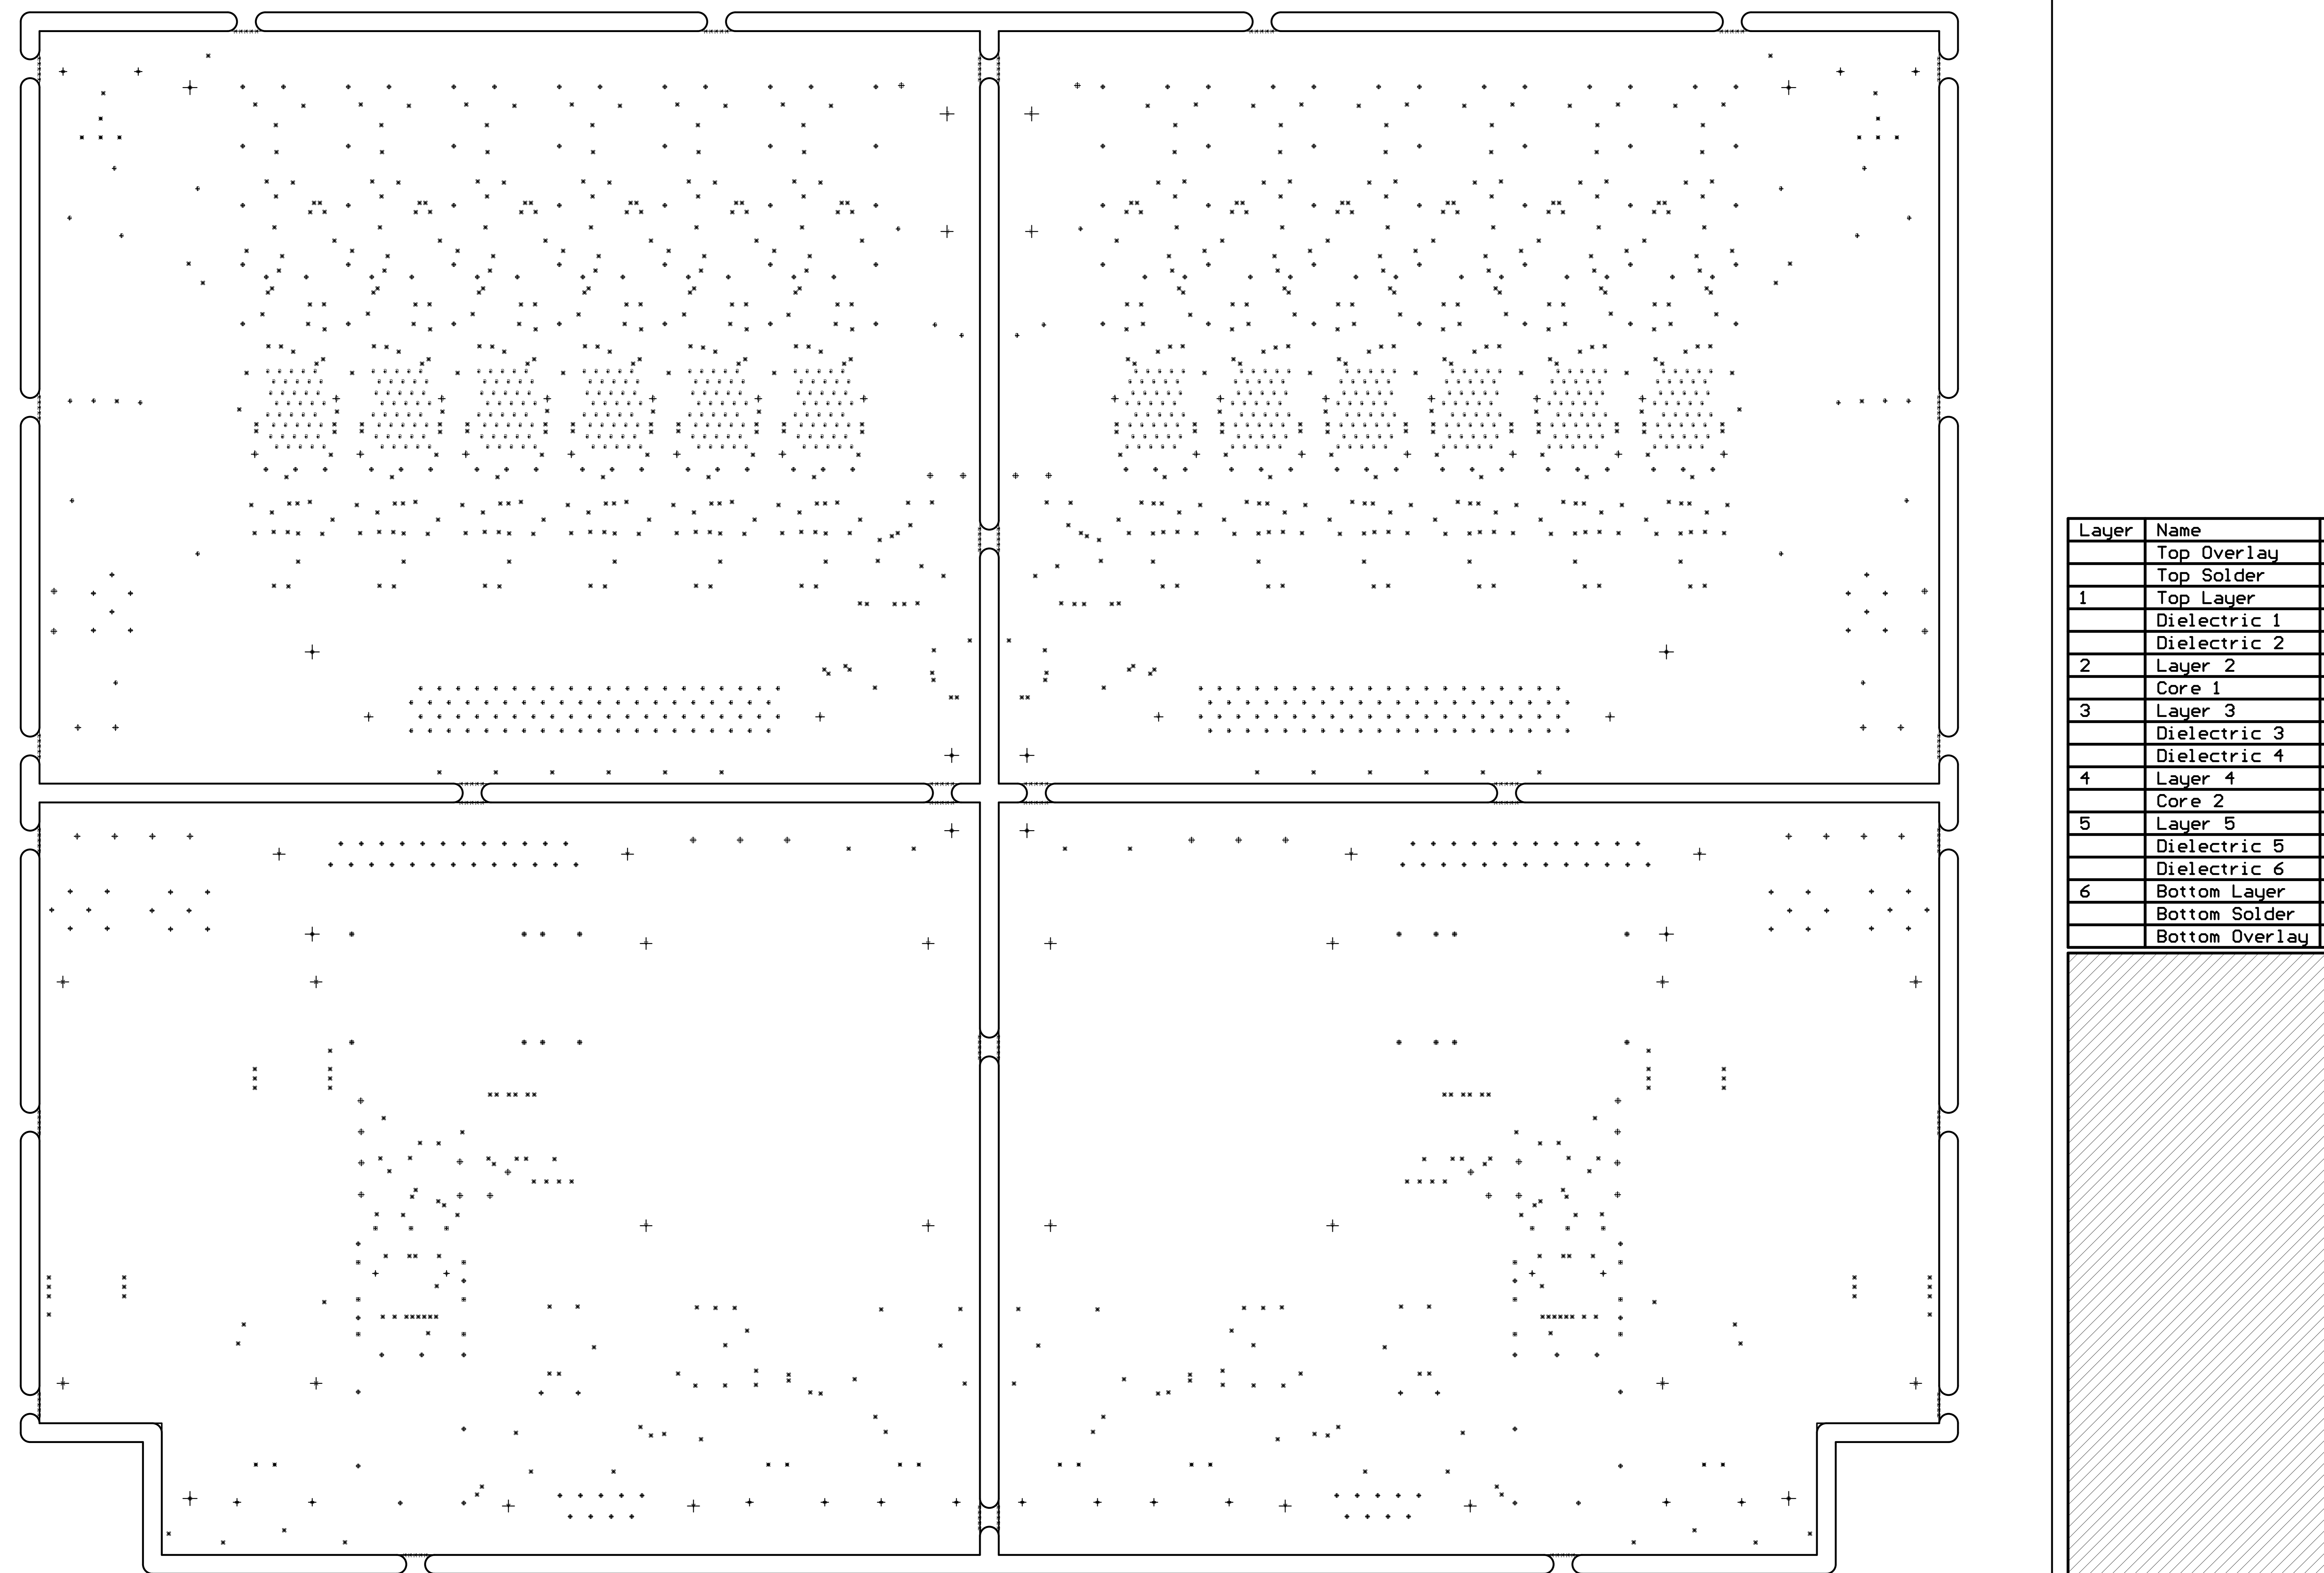 Layer Name
Top Overlay
Top Solder
1 Top Layer
Dielectric 1
Dielectric 2
2 Layer 2
Core 1
3 Layer 3
Dielectric 3
Dielectric 4
4 Layer 4
Core 2
5 Layer 5
Dielectric 5
Dielectric 6
6 Bottom Layer
Bottom Solder
Bottom Overlay